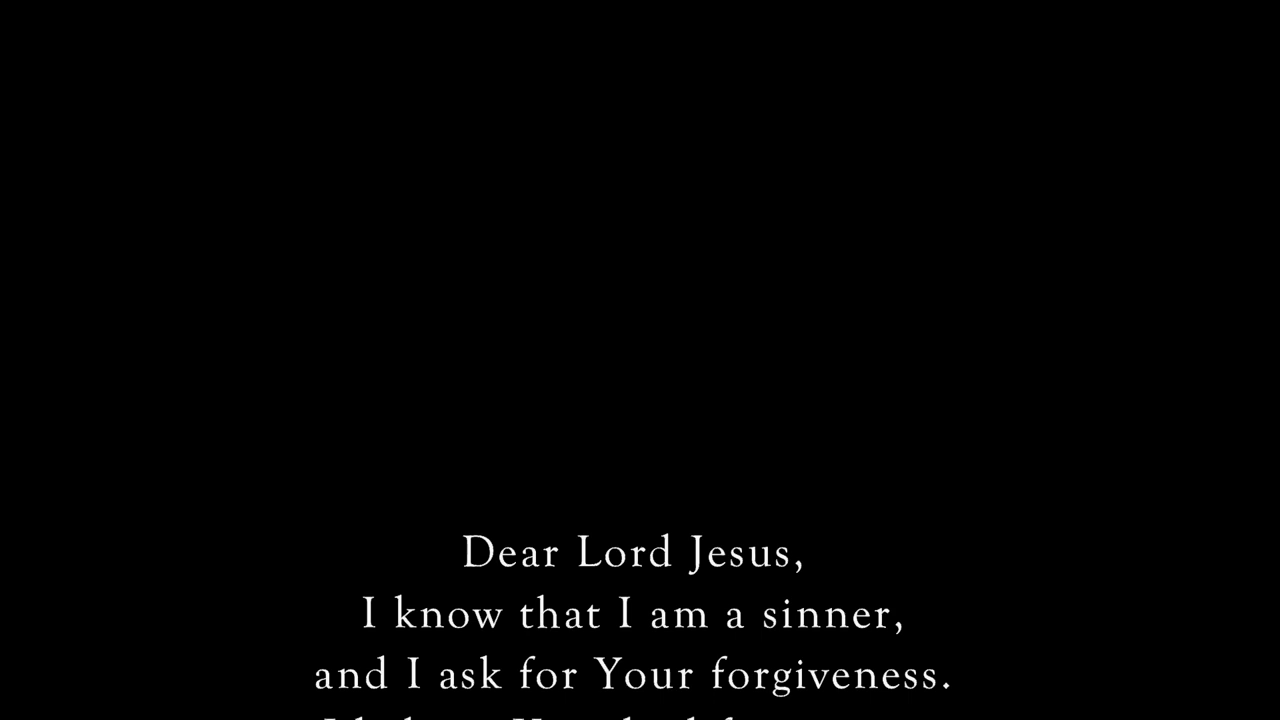 Dear Lord Jesus,
I know that I am a sinner,
and I ask for Your forgiveness.